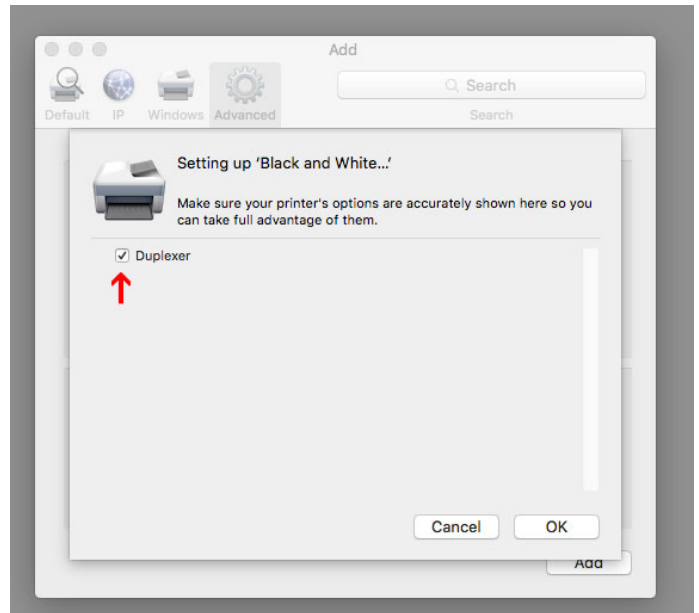 Add
Search
Default IP Windows Advanced Search
Setting up ‘Black and White...’
Make sure your printer's options are accurately shown here so you
can take full advantage of them.
Duplexer
Cancel OK
Add